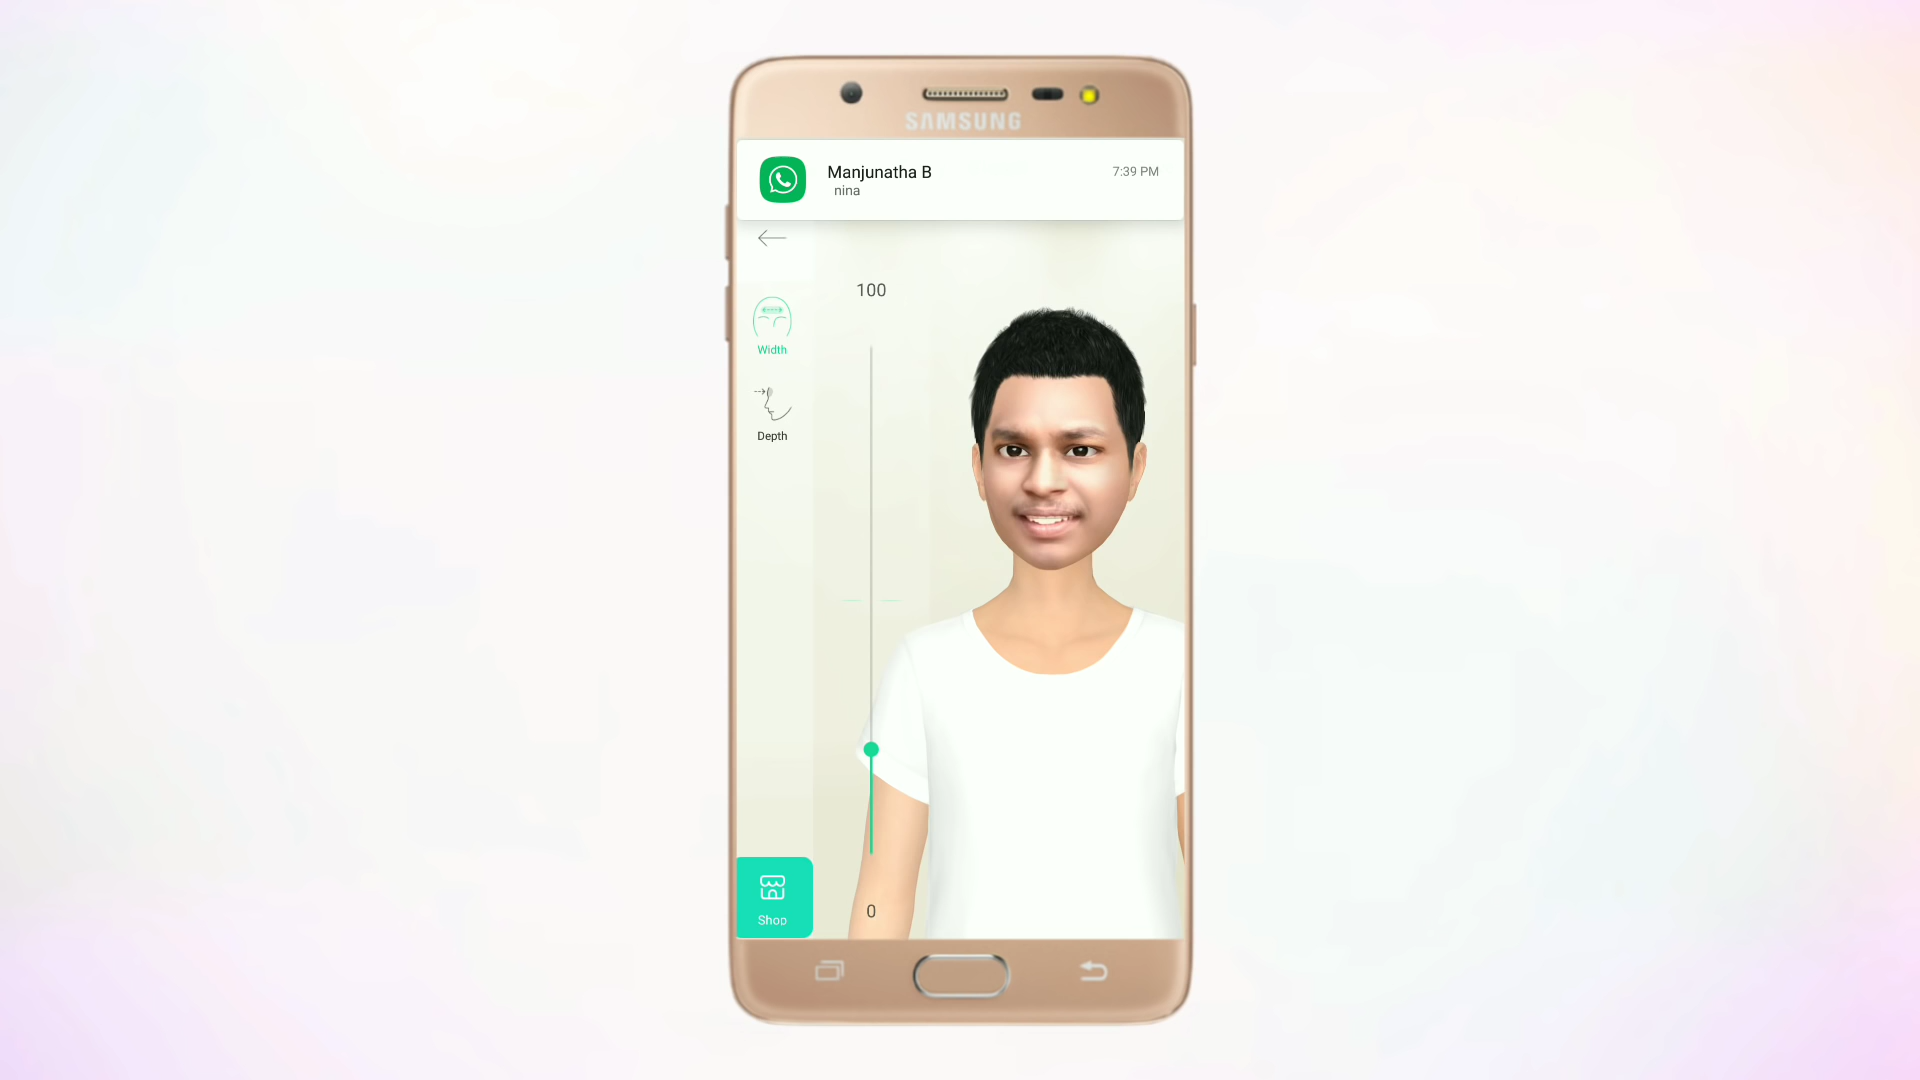 SAMSUNG
Manjunatha B
7:39 PM
nina
100
Width
Depth
Shop
0